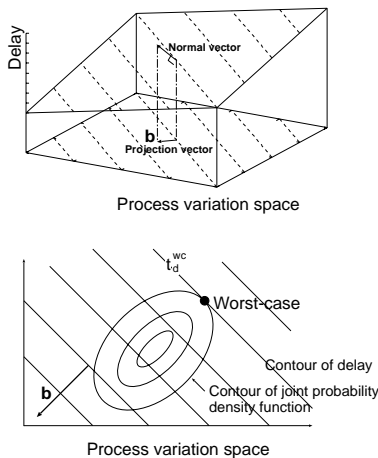 Delay
Normal vector
b
Projection vector
Process variation space
t_d^wc
Worst-case
Contour of delay
b
Contour of joint probability
density function
Process variation space